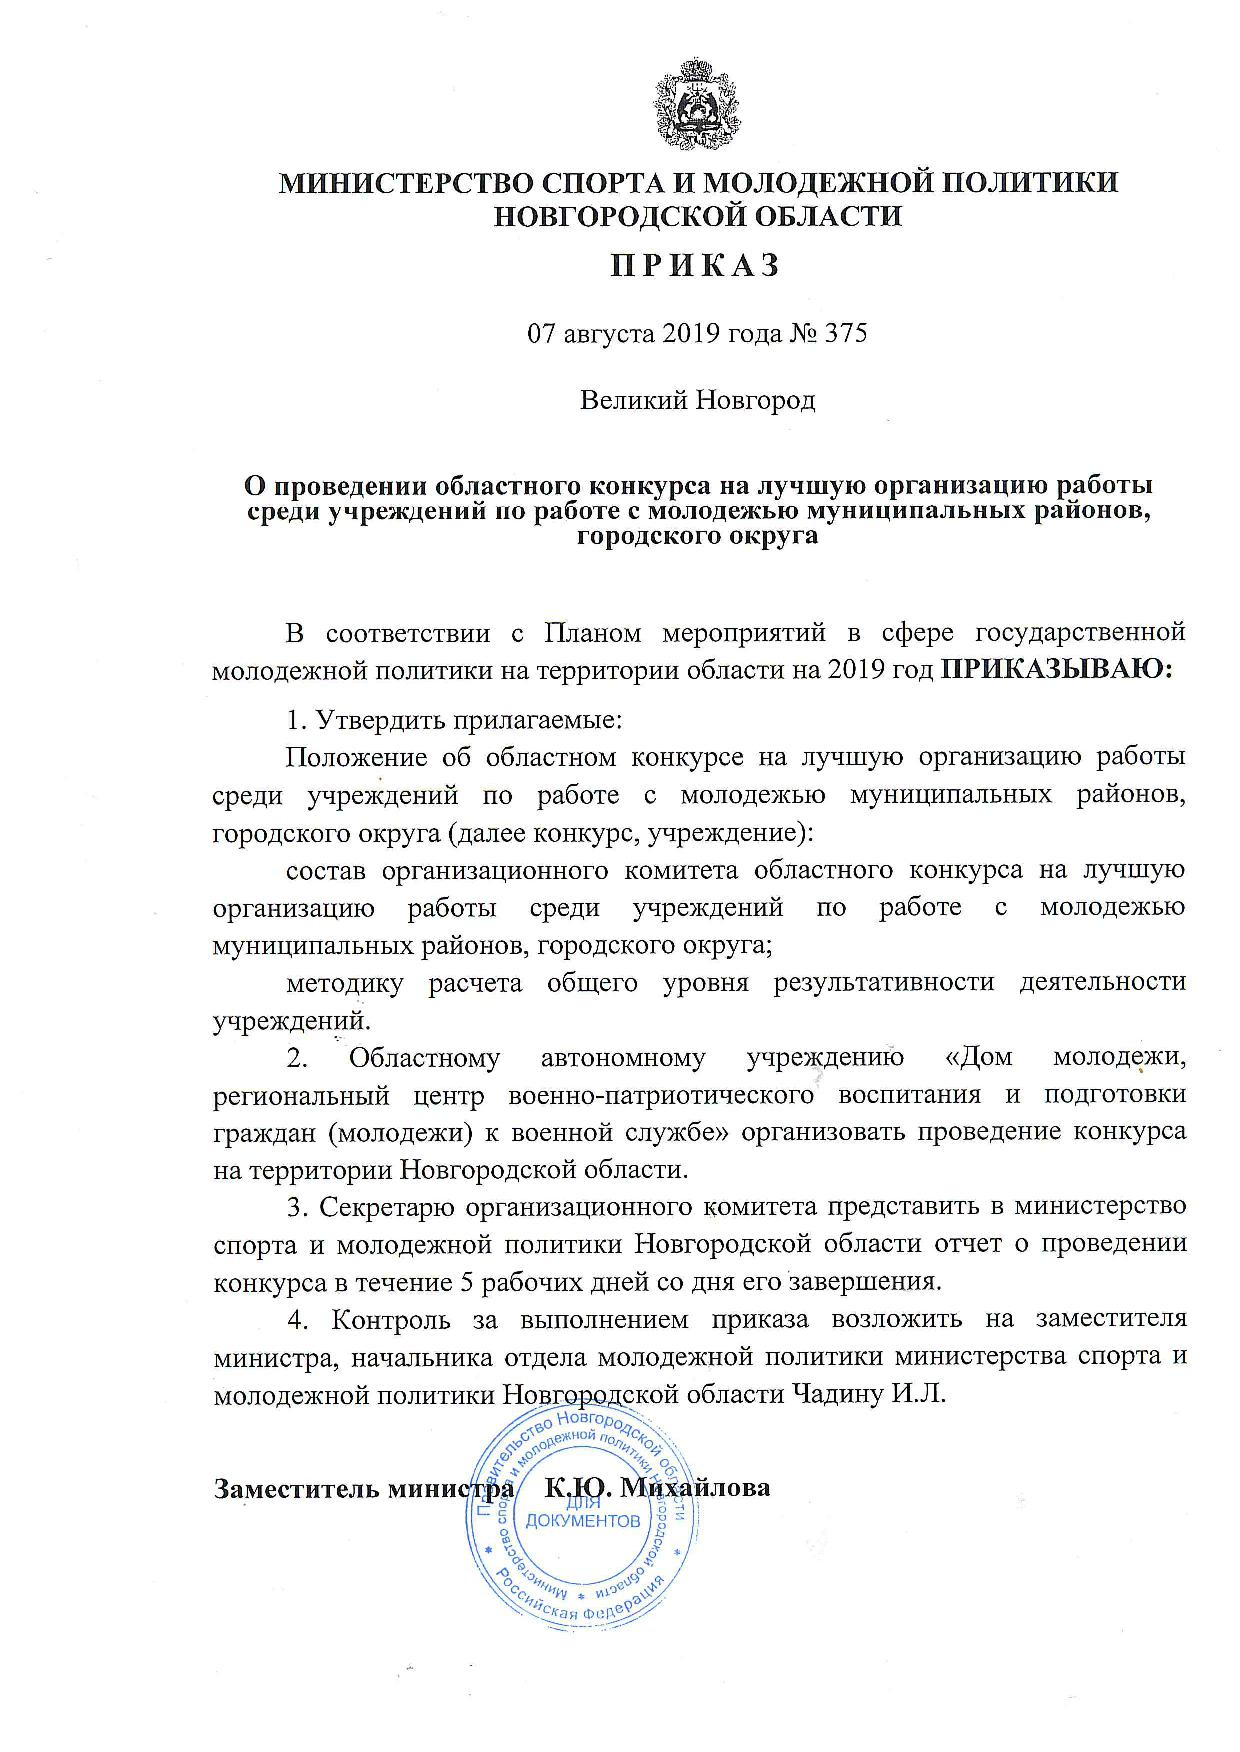 МИНИСТЕРСТВО СПОРТА И МОЛОДЕЖНОЙ ПОЛИТИКИ
НОВГОРОДСКОЙ ОБЛАСТИ
П Р И К А З
07 августа 2019 года № 375
Великий Новгород
О проведении областного конкурса на лучшую организацию работы
среди учреждений по работе с молодежью муниципальных районов,
городского округа
В соответствии с Планом мероприятий в сфере государственной
молодежной политики на территории области на 2019 год ПРИКАЗЫВАЮ:
1. Утвердить прилагаемые:
Положение об областном конкурсе на лучшую организацию работы
среди учреждений по работе с молодежью муниципальных районов,
городского округа (далее конкурс, учреждение):
состав организационного комитета областного конкурса на лучшую
организацию работы среди учреждений по работе с молодежью
муниципальных районов, городского округа;
методику расчета общего уровня результативности деятельности
учреждений.
2. Областному автономному учреждению «Дом молодежи,
региональный центр военно-патриотического воспитания и подготовки
граждан (молодежи) к военной службе» организовать проведение конкурса
на территории Новгородской области.
3. Секретарю организационного комитета представить в министерство
спорта и молодежной политики Новгородской области отчет о проведении
конкурса в течение 5 рабочих дней со дня его завершения.
4. Контроль за выполнением приказа возложить на заместителя
министра, начальника отдела молодежной политики министерства спорта и
молодежной политики Новгородской области Чадину И.Л.
Заместитель министра К.Ю. Михайлова
Правительство Новгородской области
Российская Федерация
Министерство спорта и молодежной политики Новгородской области
ДЛЯ
ДОКУМЕНТОВ